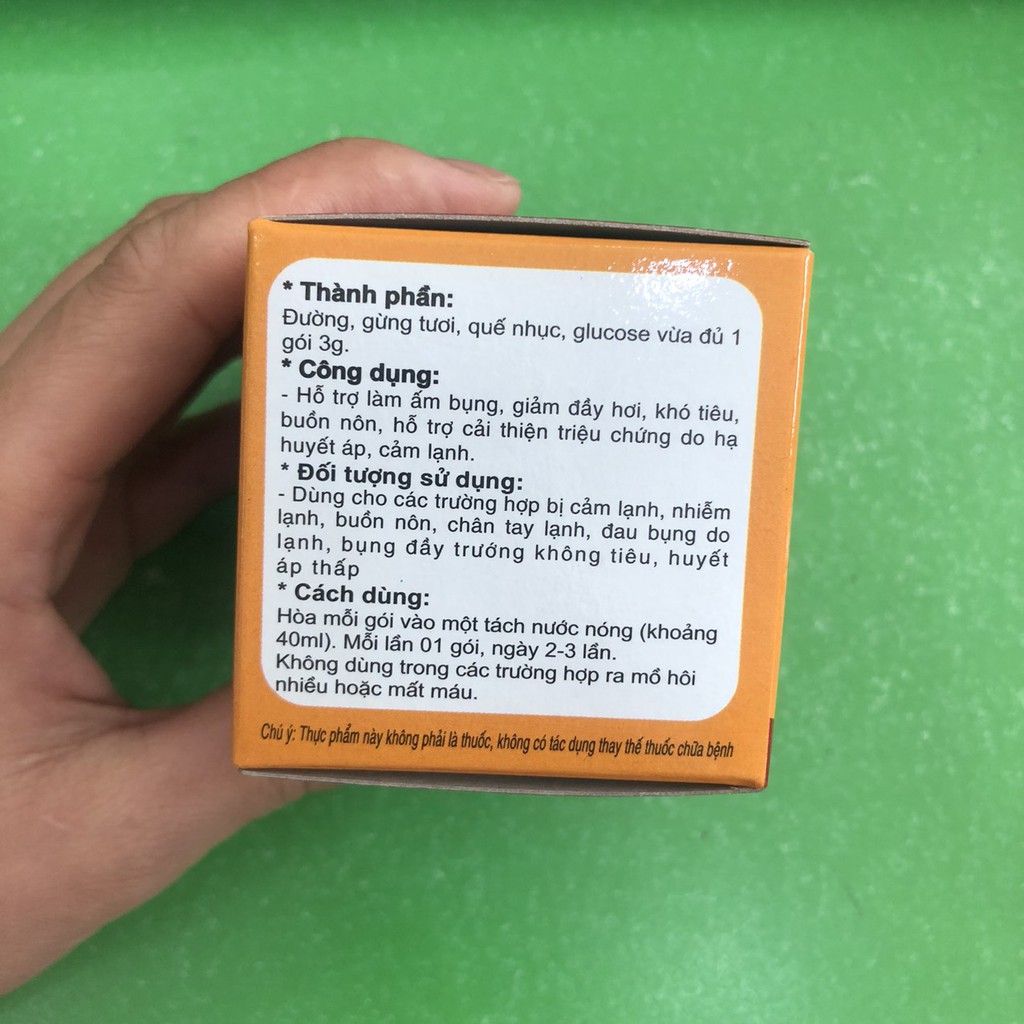 * Thành phần:
Đường, gừng tươi, quế nhục, glucose vừa đủ 1
gói 3g.
* Công dụng:
- Hỗ trợ làm ấm bụng, giảm đầy hơi, khó tiêu,
buồn nôn, hỗ trợ cải thiện triệu chứng do hạ
huyết áp, cảm lạnh.
* Đối tượng sử dụng:
- Dùng cho các trường hợp bị cảm lạnh, nhiễm
lạnh, buồn nôn, chân tay lạnh, đau bụng do
lạnh, bụng đầy trướng không tiêu, huyết
áp thấp
* Cách dùng:
Hòa mỗi gói vào một tách nước nóng (khoảng
40ml). Mỗi lần 01 gói, ngày 2-3 lần.
Không dùng trong các trường hợp ra mồ hôi
nhiều hoặc mất máu.
Chú ý: Thực phẩm này không phải là thuốc, không có tác dụng thay thế thuốc chữa bệnh